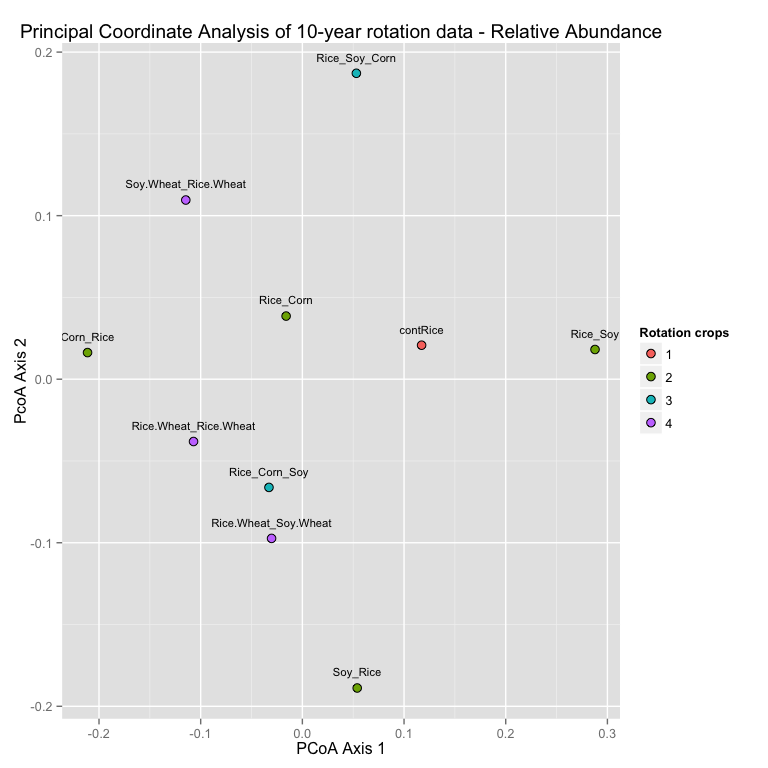 Principal Coordinate Analysis of 10-year rotation data - Relative Abundance
0.2
Rice_Soy_Corn
Soy.Wheat_Rice.Wheat
0.1
Rice_Corn
contRice
Corn_Rice
Rice_Soy
Rotation crops
1
2
3
4
PcoA Axis 2
0.0
Rice.Wheat_Rice.Wheat
Rice_Corn_Soy
Rice.Wheat_Soy.Wheat
-0.1
Soy_Rice
-0.2
-0.2 -0.1 0.0 0.1 0.2 0.3
PCoA Axis 1